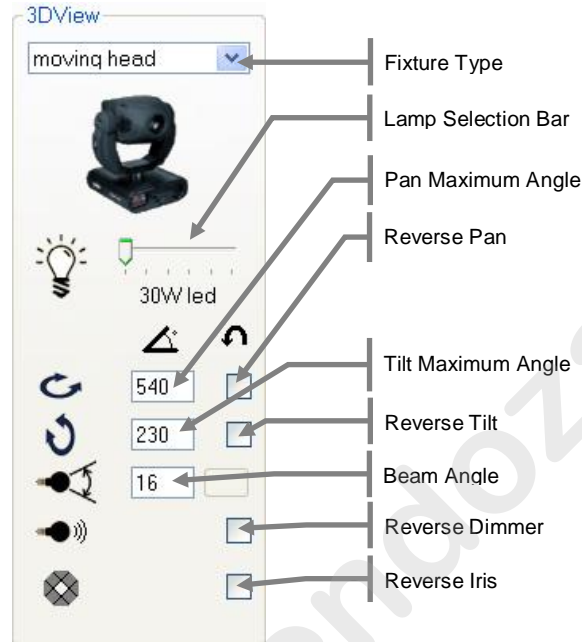 3DView
moving head
Fixture Type
Lamp Selection Bar
Pan Maximum Angle
Reverse Pan
30W led
540
Tilt Maximum Angle
230
Reverse Tilt
16
Beam Angle
Reverse Dimmer
Reverse Iris